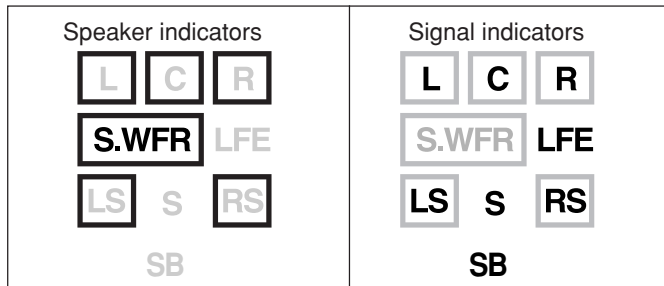 Speaker indicators
L C R
S.WFR LFE
LS S RS
SB
Signal indicators
L C R
S.WFR LFE
LS S RS
SB